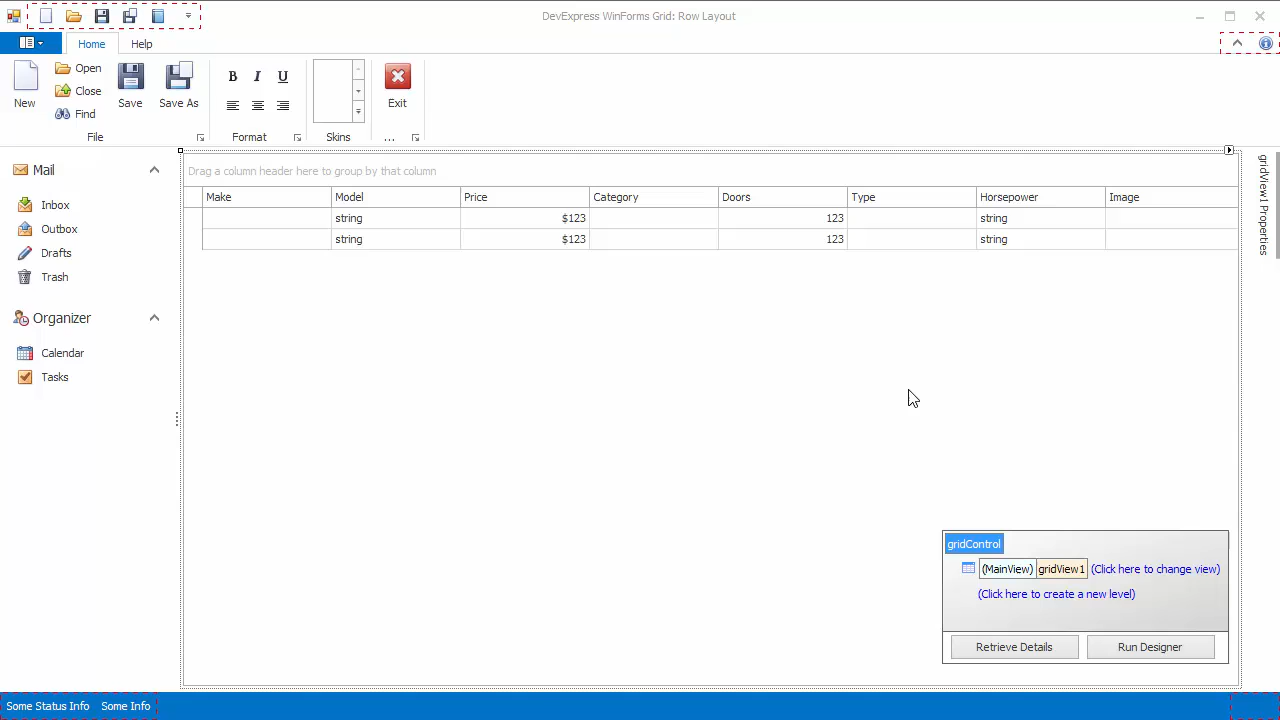 DevExpress WinForms Grid: Row Layout
Home Help
New
Open
Close
Find
Save
Save As
B I U
Exit
File
Format
Skins
...
Mail
Inbox
Outbox
Drafts
Trash
Organizer
Calendar
Tasks
Drag a column header here to group by that column
Make Model Price Category Doors Type Horsepower Image
string $123 123 string
string $123 123 string
gridView1 Properties
gridControl
(MainView) gridView1 (Click here to change view)
(Click here to create a new level)
Retrieve Details Run Designer
Some Status Info Some Info